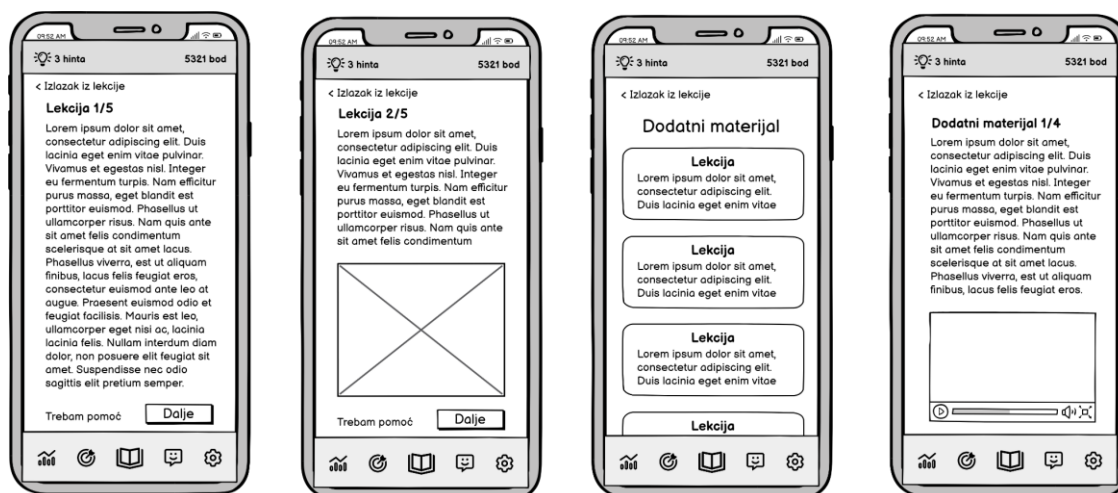 09:52 AM
3 hinta 5321 bod
< Izlazak iz lekcije
Lekcija 1/5
Lorem ipsum dolor sit amet,
consectetur adipiscing elit. Duis
lacinia eget enim vitae pulvinar.
Vivamus et egestas nisl. Integer
eu fermentum turpis. Nam efficitur
purus massa, eget blandit est
porttitor euismod. Phasellus ut
ullamcorper risus. Nam quis ante
sit amet felis condimentum
scelerisque at sit amet lacus.
Phasellus viverra, est ut aliquam
finibus, lacus felis feugiat eros,
consectetur euismod ante leo at
augue. Praesent euismod odio et
feugiat facilisis. Mauris est leo,
ullamcorper eget nisi ac, lacinia
lacinia felis. Nullam interdum diam
dolor, non posuere elit feugiat sit
amet. Suspendisse nec odio
sagittis elit pretium semper.
Trebam pomoć Dalje
09:52 AM
3 hinta 5321 bod
< Izlazak iz lekcije
Lekcija 2/5
Lorem ipsum dolor sit amet,
consectetur adipiscing elit. Duis
lacinia eget enim vitae pulvinar.
Vivamus et egestas nisl. Integer
eu fermentum turpis. Nam efficitur
purus massa, eget blandit est
porttitor euismod. Phasellus ut
ullamcorper risus. Nam quis ante
sit amet felis condimentum
Trebam pomoć Dalje
09:52 AM
3 hinta 5321 bod
< Izlazak iz lekcije
Dodatni materijal
Lekcija
Lorem ipsum dolor sit amet,
consectetur adipiscing elit.
Duis lacinia eget enim vitae
Lekcija
Lorem ipsum dolor sit amet,
consectetur adipiscing elit.
Duis lacinia eget enim vitae
Lekcija
Lorem ipsum dolor sit amet,
consectetur adipiscing elit.
Duis lacinia eget enim vitae
Lekcija
09:52 AM
3 hinta 5321 bod
< Izlazak iz lekcije
Dodatni materijal 1/4
Lorem ipsum dolor sit amet,
consectetur adipiscing elit. Duis
lacinia eget enim vitae pulvinar.
Vivamus et egestas nisl. Integer
eu fermentum turpis. Nam efficitur
purus massa, eget blandit est
porttitor euismod. Phasellus ut
ullamcorper risus. Nam quis ante
sit amet felis condimentum
scelerisque at sit amet lacus.
Phasellus viverra, est ut aliquam
finibus, lacus felis feugiat eros.